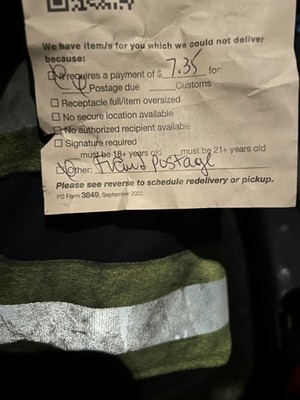 We have item/s for you which we could not deliver
because:
☐ It requires a payment of $ 7.35 for:
Postage due ____Customs
☐ Receptacle full/item oversized
☐ No secure location available
☐ No authorized recipient available
☐ Signature required
__must be 18+ years old __must be 21+ years old
☐ Other: Fraud Postage
Please see reverse to schedule redelivery or pickup.
PS Form 3849, September 2022